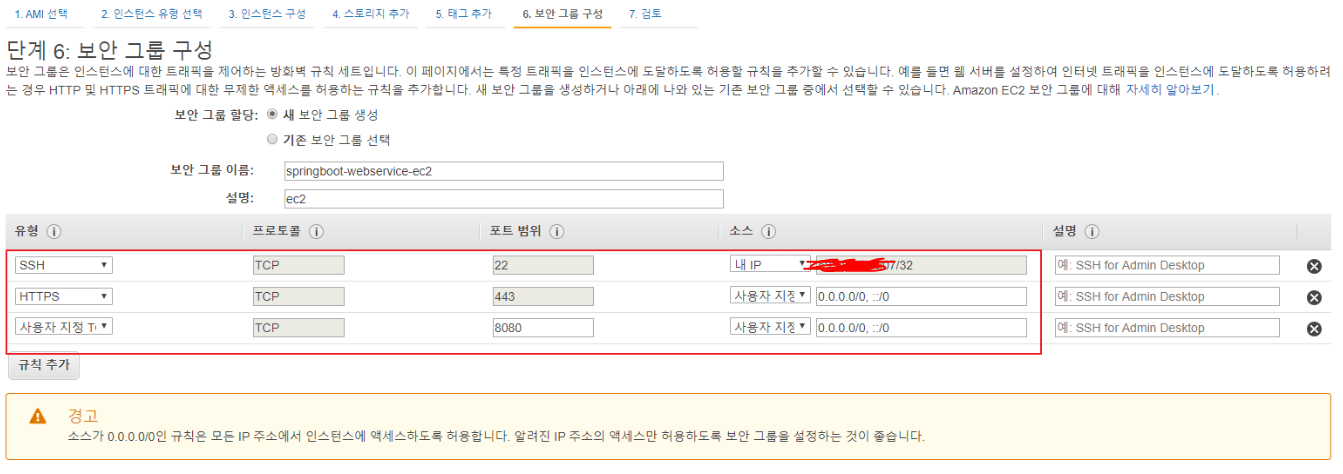 1. AMI 선택 2. 인스턴스 유형 선택 3. 인스턴스 구성 4. 스토리지 추가 5. 태그 추가 6. 보안 그룹 구성 7. 검토
단계 6: 보안 그룹 구성
보안 그룹은 인스턴스에 대한 트래픽을 제어하는 방화벽 규칙 세트입니다. 이 페이지에서는 특정 트래픽을 인스턴스에 도달하도록 허용할 규칙을 추가할 수 있습니다. 예를 들면 웹 서버를 설정하여 인터넷 트래픽을 인스턴스에 도달하도록 허용하려
는 경우 HTTP 및 HTTPS 트래픽에 대한 무제한 액세스를 허용하는 규칙을 추가합니다. 새 보안 그룹을 생성하거나 아래에 나와 있는 기존 보안 그룹 중에서 선택할 수 있습니다. Amazon EC2 보안 그룹에 대해 자세히 알아보기.
보안 그룹 할당: 새 보안 그룹 생성
기존 보안 그룹 선택
보안 그룹 이름: springboot-webservice-ec2
설명: ec2
유형 프로토콜 포트 범위 소스 설명
SSH TCP 22 내 IP 07/32 예: SSH for Admin Desktop
HTTPS TCP 443 사용자 지정 0.0.0.0/0, ::/0 예: SSH for Admin Desktop
사용자 지정 TCP 8080 사용자 지정 0.0.0.0/0, ::/0 예: SSH for Admin Desktop
규칙 추가
경고
소스가 0.0.0.0/0인 규칙은 모든 IP 주소에서 인스턴스에 액세스하도록 허용합니다. 알려진 IP 주소의 액세스만 허용하도록 보안 그룹을 설정하는 것이 좋습니다.